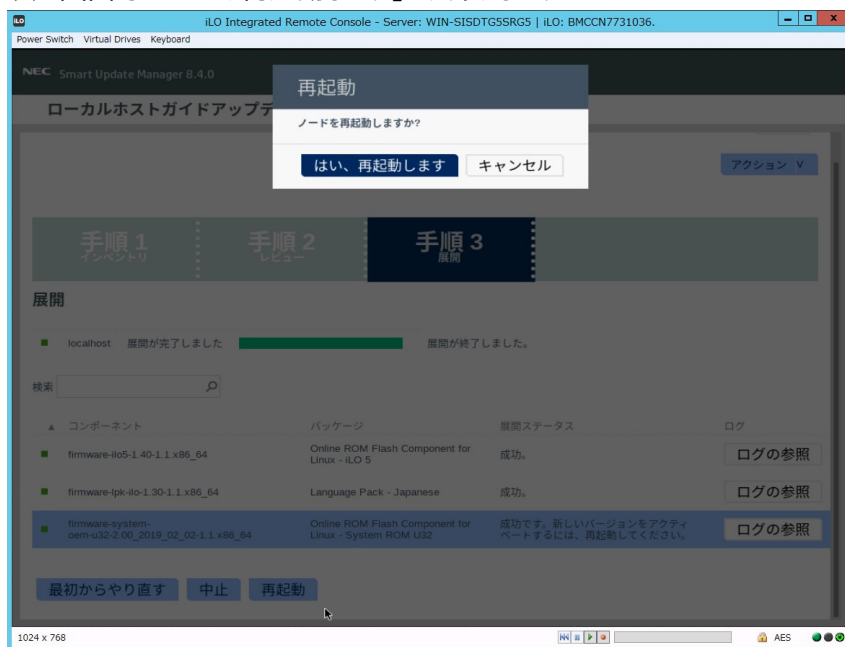 iLO Integrated Remote Console - Server: WIN-SISDTG5SRG5 | iLO: BMCCN7731036.
Power Switch Virtual Drives Keyboard
NEC Smart Update Manager 8.4.0
ローカルホストガイドアップデ
再起動
ノードを再起動しますか?
はい、再起動します キャンセル
アクション
手順 1
インベントリ
手順 2
レビュー
手順 3
展開
展開
localhost 展開が完了しました 展開が終了しました。
検索
コンポーネント パッケージ 展開ステータス ログ
firmware-ilo5-1.40-1.1.x86_64
Online ROM Flash Component for
Linux - iLO 5
成功。
ログの参照
firmware-lpk-ilo-1.30-1.1.x86_64 Language Pack - Japanese 成功。 ログの参照
firmware-system-
oem-u32-2.00_2019_02_02-1.1.x86_64
Online ROM Flash Component for
Linux - System ROM U32
成功です。新しいバージョンをアクティ
ベートするには、再起動してください。
ログの参照
最初からやり直す 中止 再起動
1024 x 768 AES